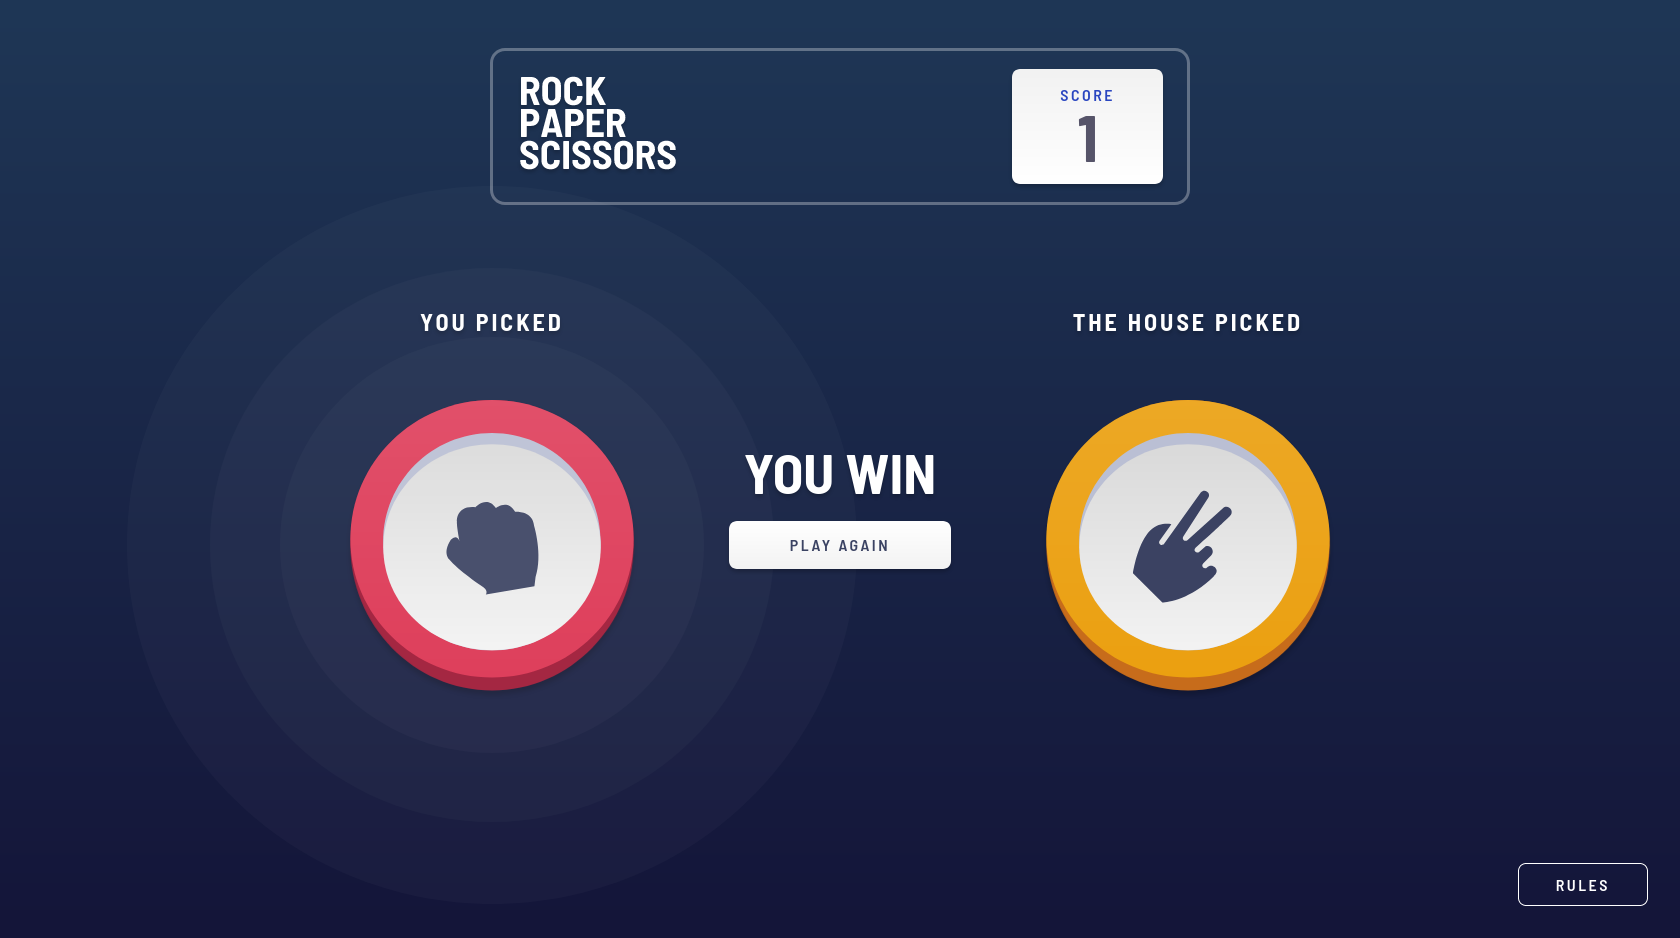 ROCK
PAPER
SCISSORS
SCORE
1
YOU PICKED
THE HOUSE PICKED
YOU WIN
PLAY AGAIN
RULES